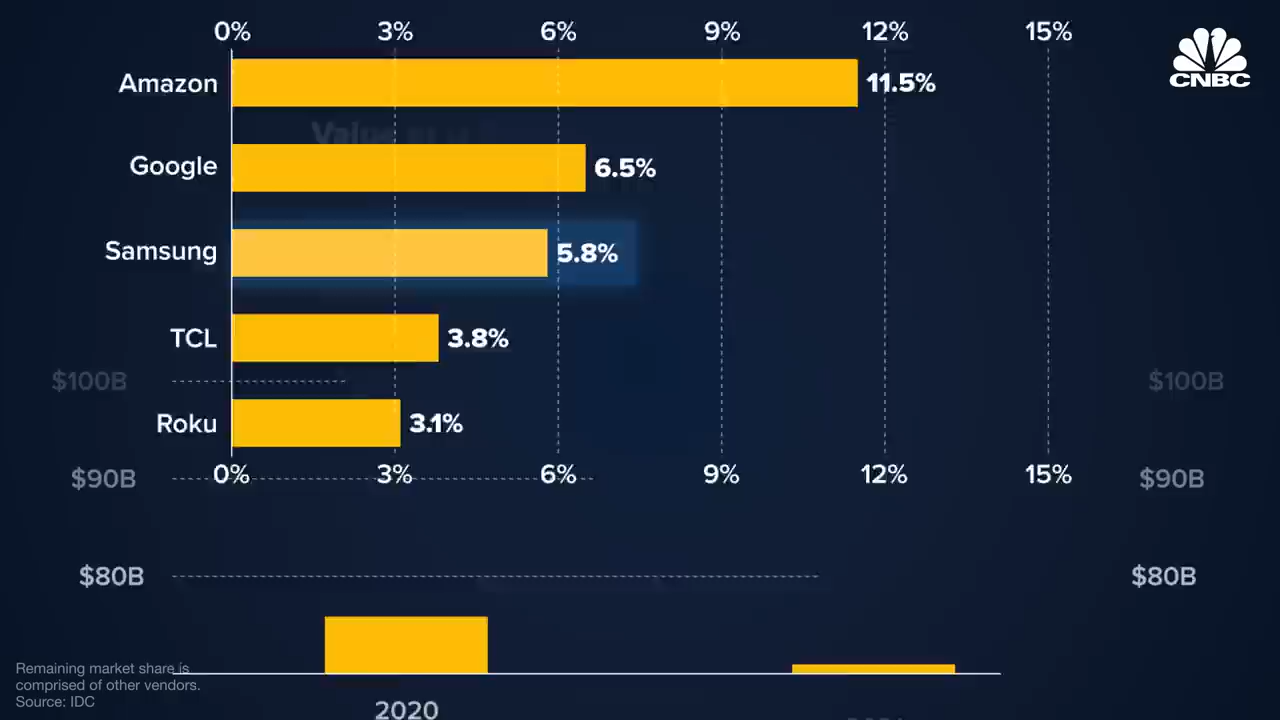 0% 3% 6% 9% 12% 15%
CNBC
Amazon 11.5%
Google 6.5%
Samsung 5.8%
TCL 3.8%
$100B $100B
Roku 3.1%
0% 3% 6% 9% 12% 15%
$90B $90B
$80B $80B
Remaining market share is
comprised of other vendors.
Source: IDC
2020